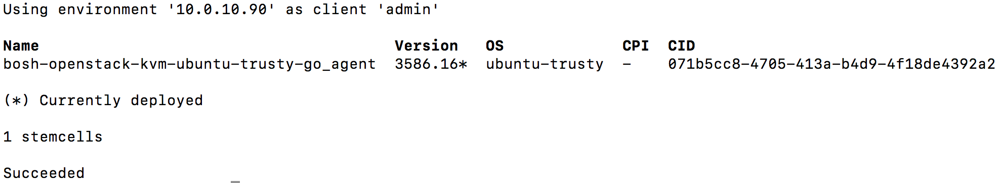 Using environment '10.0.10.90' as client 'admin'
Name Version OS CPI CID
bosh-openstack-kvm-ubuntu-trusty-go_agent 3586.16* ubuntu-trusty - 071b5cc8-4705-413a-b4d9-4f18de4392a2
(*) Currently deployed
1 stemcells
Succeeded